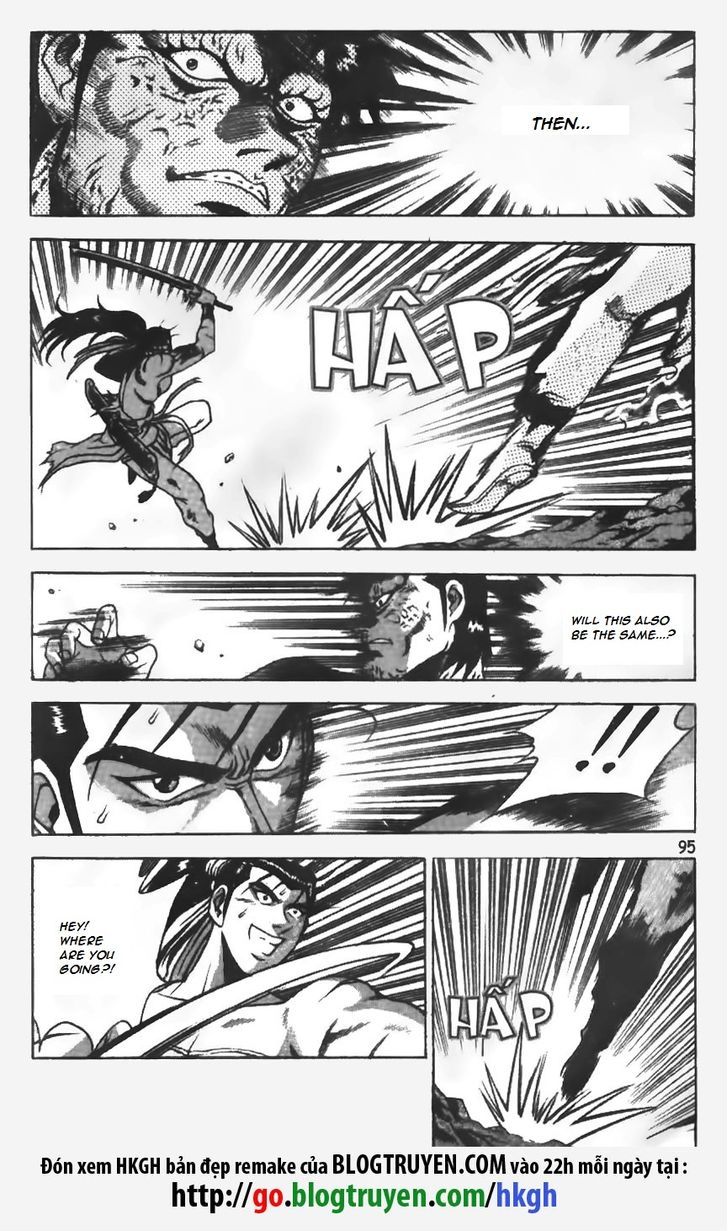 THEN...
HẤP
WILL THIS ALSO
BE THE SAME...?
!!
95
HEY!
WHERE
ARE YOU
GOING?!
HẤP
Đón xem HKGH bản đẹp remake của BLOGTRUYEN.COM vào 22h mỗi ngày tại :
http://go.blogtruyen.com/hkgh